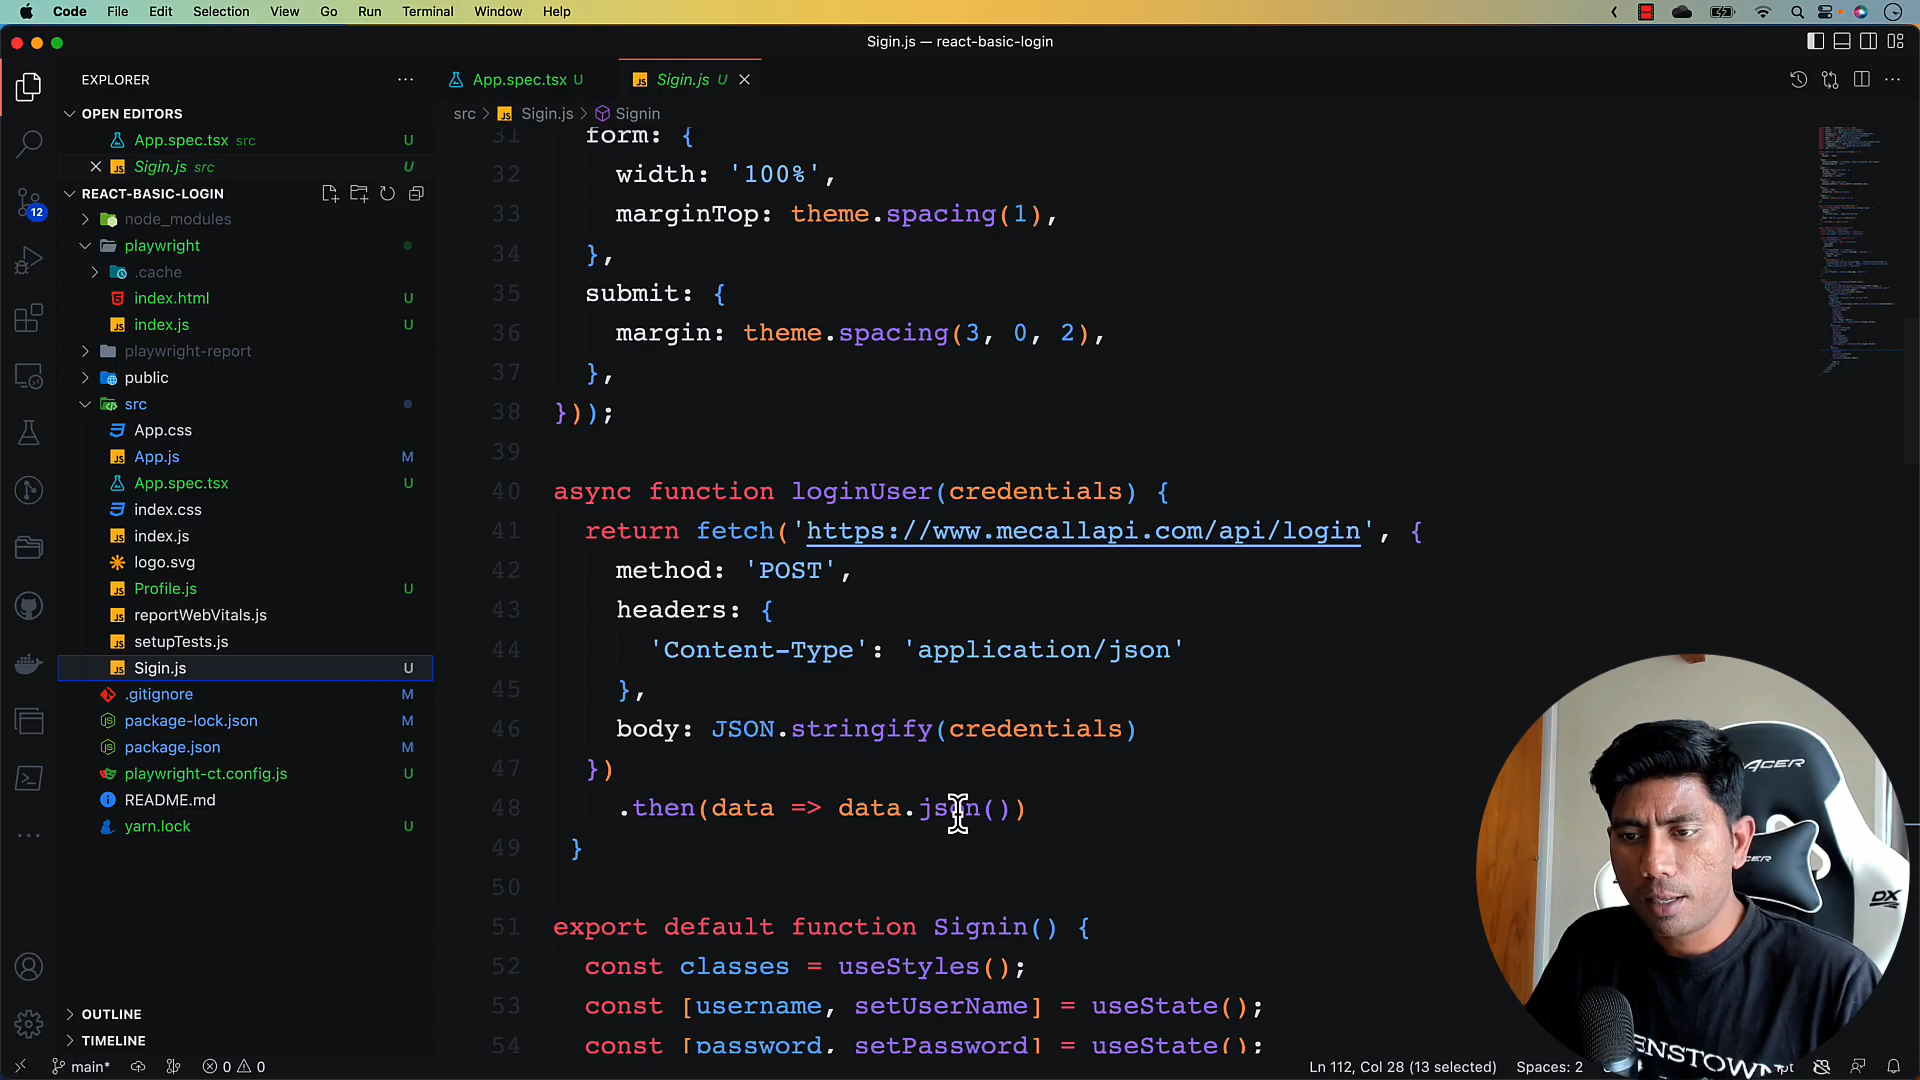 Code File Edit Selection View Go Run Terminal Window Help
Sigin.js — react-basic-login
EXPLORER
OPEN EDITORS
App.spec.tsx src U
Sigin.js src U
REACT-BASIC-LOGIN
node_modules
playwright
.cache
index.html U
index.js U
playwright-report
public
src
App.css
App.js M
App.spec.tsx U
index.css
index.js
logo.svg
Profile.js U
reportWebVitals.js
setupTests.js
Sigin.js U
.gitignore M
package-lock.json M
package.json M
playwright-ct.config.js U
README.md
yarn.lock U
OUTLINE
TIMELINE
12
App.spec.tsx U
Sigin.js U
src > Sigin.js > Signin
31 form: {
32 width: '100%',
33 marginTop: theme.spacing(1),
34 },
35 submit: {
36 margin: theme.spacing(3, 0, 2),
37 },
38 }));
39
40 async function loginUser(credentials) {
41 return fetch('https://www.mecallapi.com/api/login', {
42 method: 'POST',
43 headers: {
44 'Content-Type': 'application/json'
45 },
46 body: JSON.stringify(credentials)
47 })
48 .then(data => data.json())
49 }
50
51 export default function Signin() {
52 const classes = useStyles();
53 const [username, setUserName] = useState();
54 const [password, setPassword] = useState();
ACER
DX
main* 0 0
Ln 112, Col 28 (13 selected) Spaces: 2